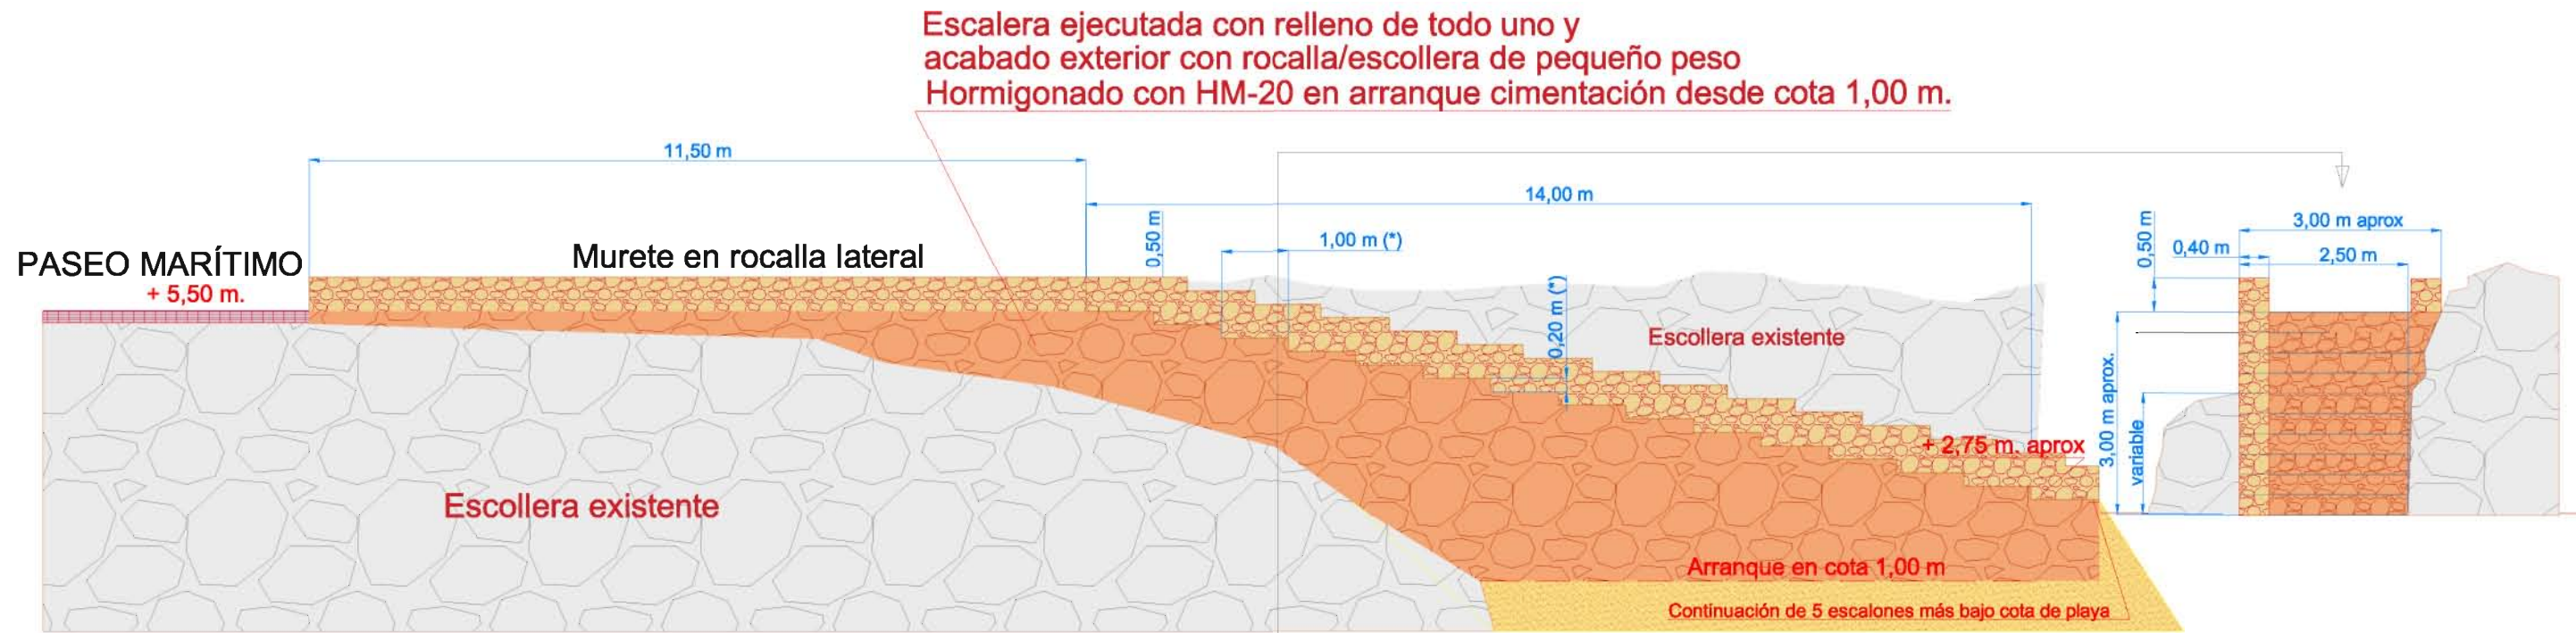 Escalera ejecutada con relleno de todo uno y
acabado exterior con rocalla/escollera de pequeño peso
Hormigonado con HM-20 en arranque cimentación desde cota 1,00 m.
11,50 m
14,00 m
0,50 m
1,00 m (*)
0,20 m (*)
PASEO MARÍTIMO
+ 5,50 m.
Murete en rocalla lateral
Escollera existente
+ 2,75 m. aprox
Escollera existente
Arranque en cota 1,00 m
Continuación de 5 escalones más bajo cota de playa
0,50 m
3,00 m aprox
0,40 m
2,50 m
3,00 m aprox.
variable